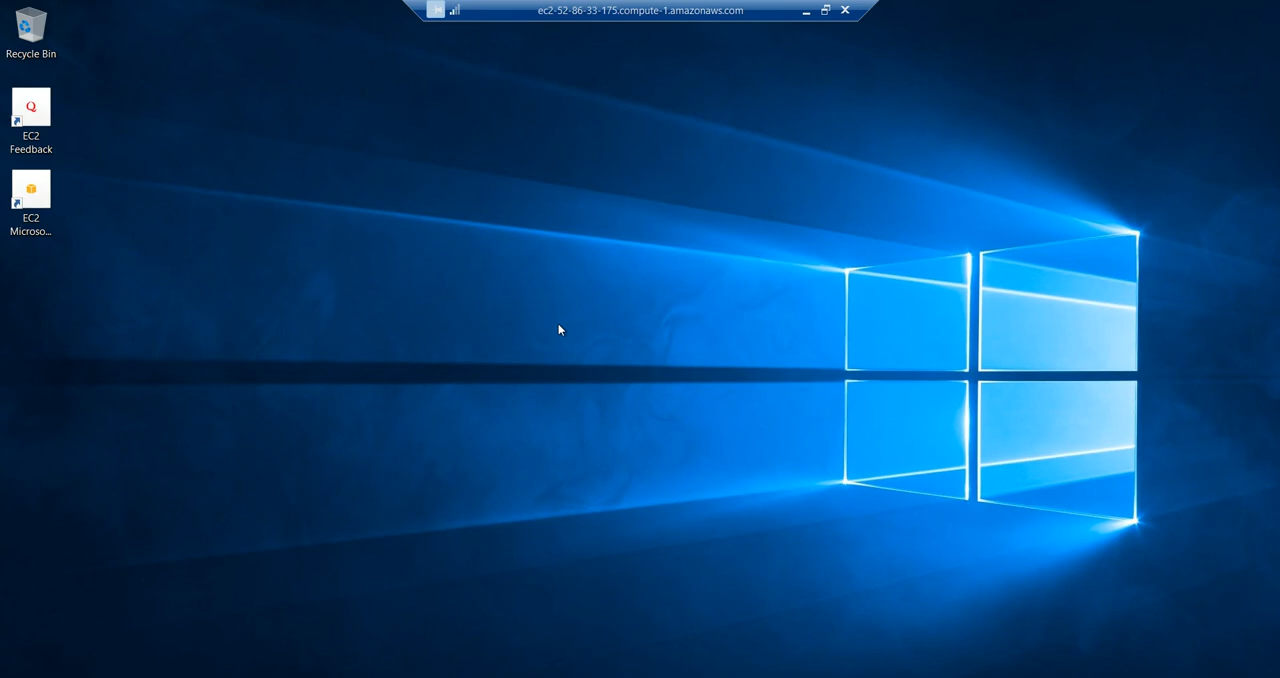 ec2-52-86-33-175.compute-1.amazonaws.com
Recycle Bin
Q
EC2
Feedback
EC2
Microso...